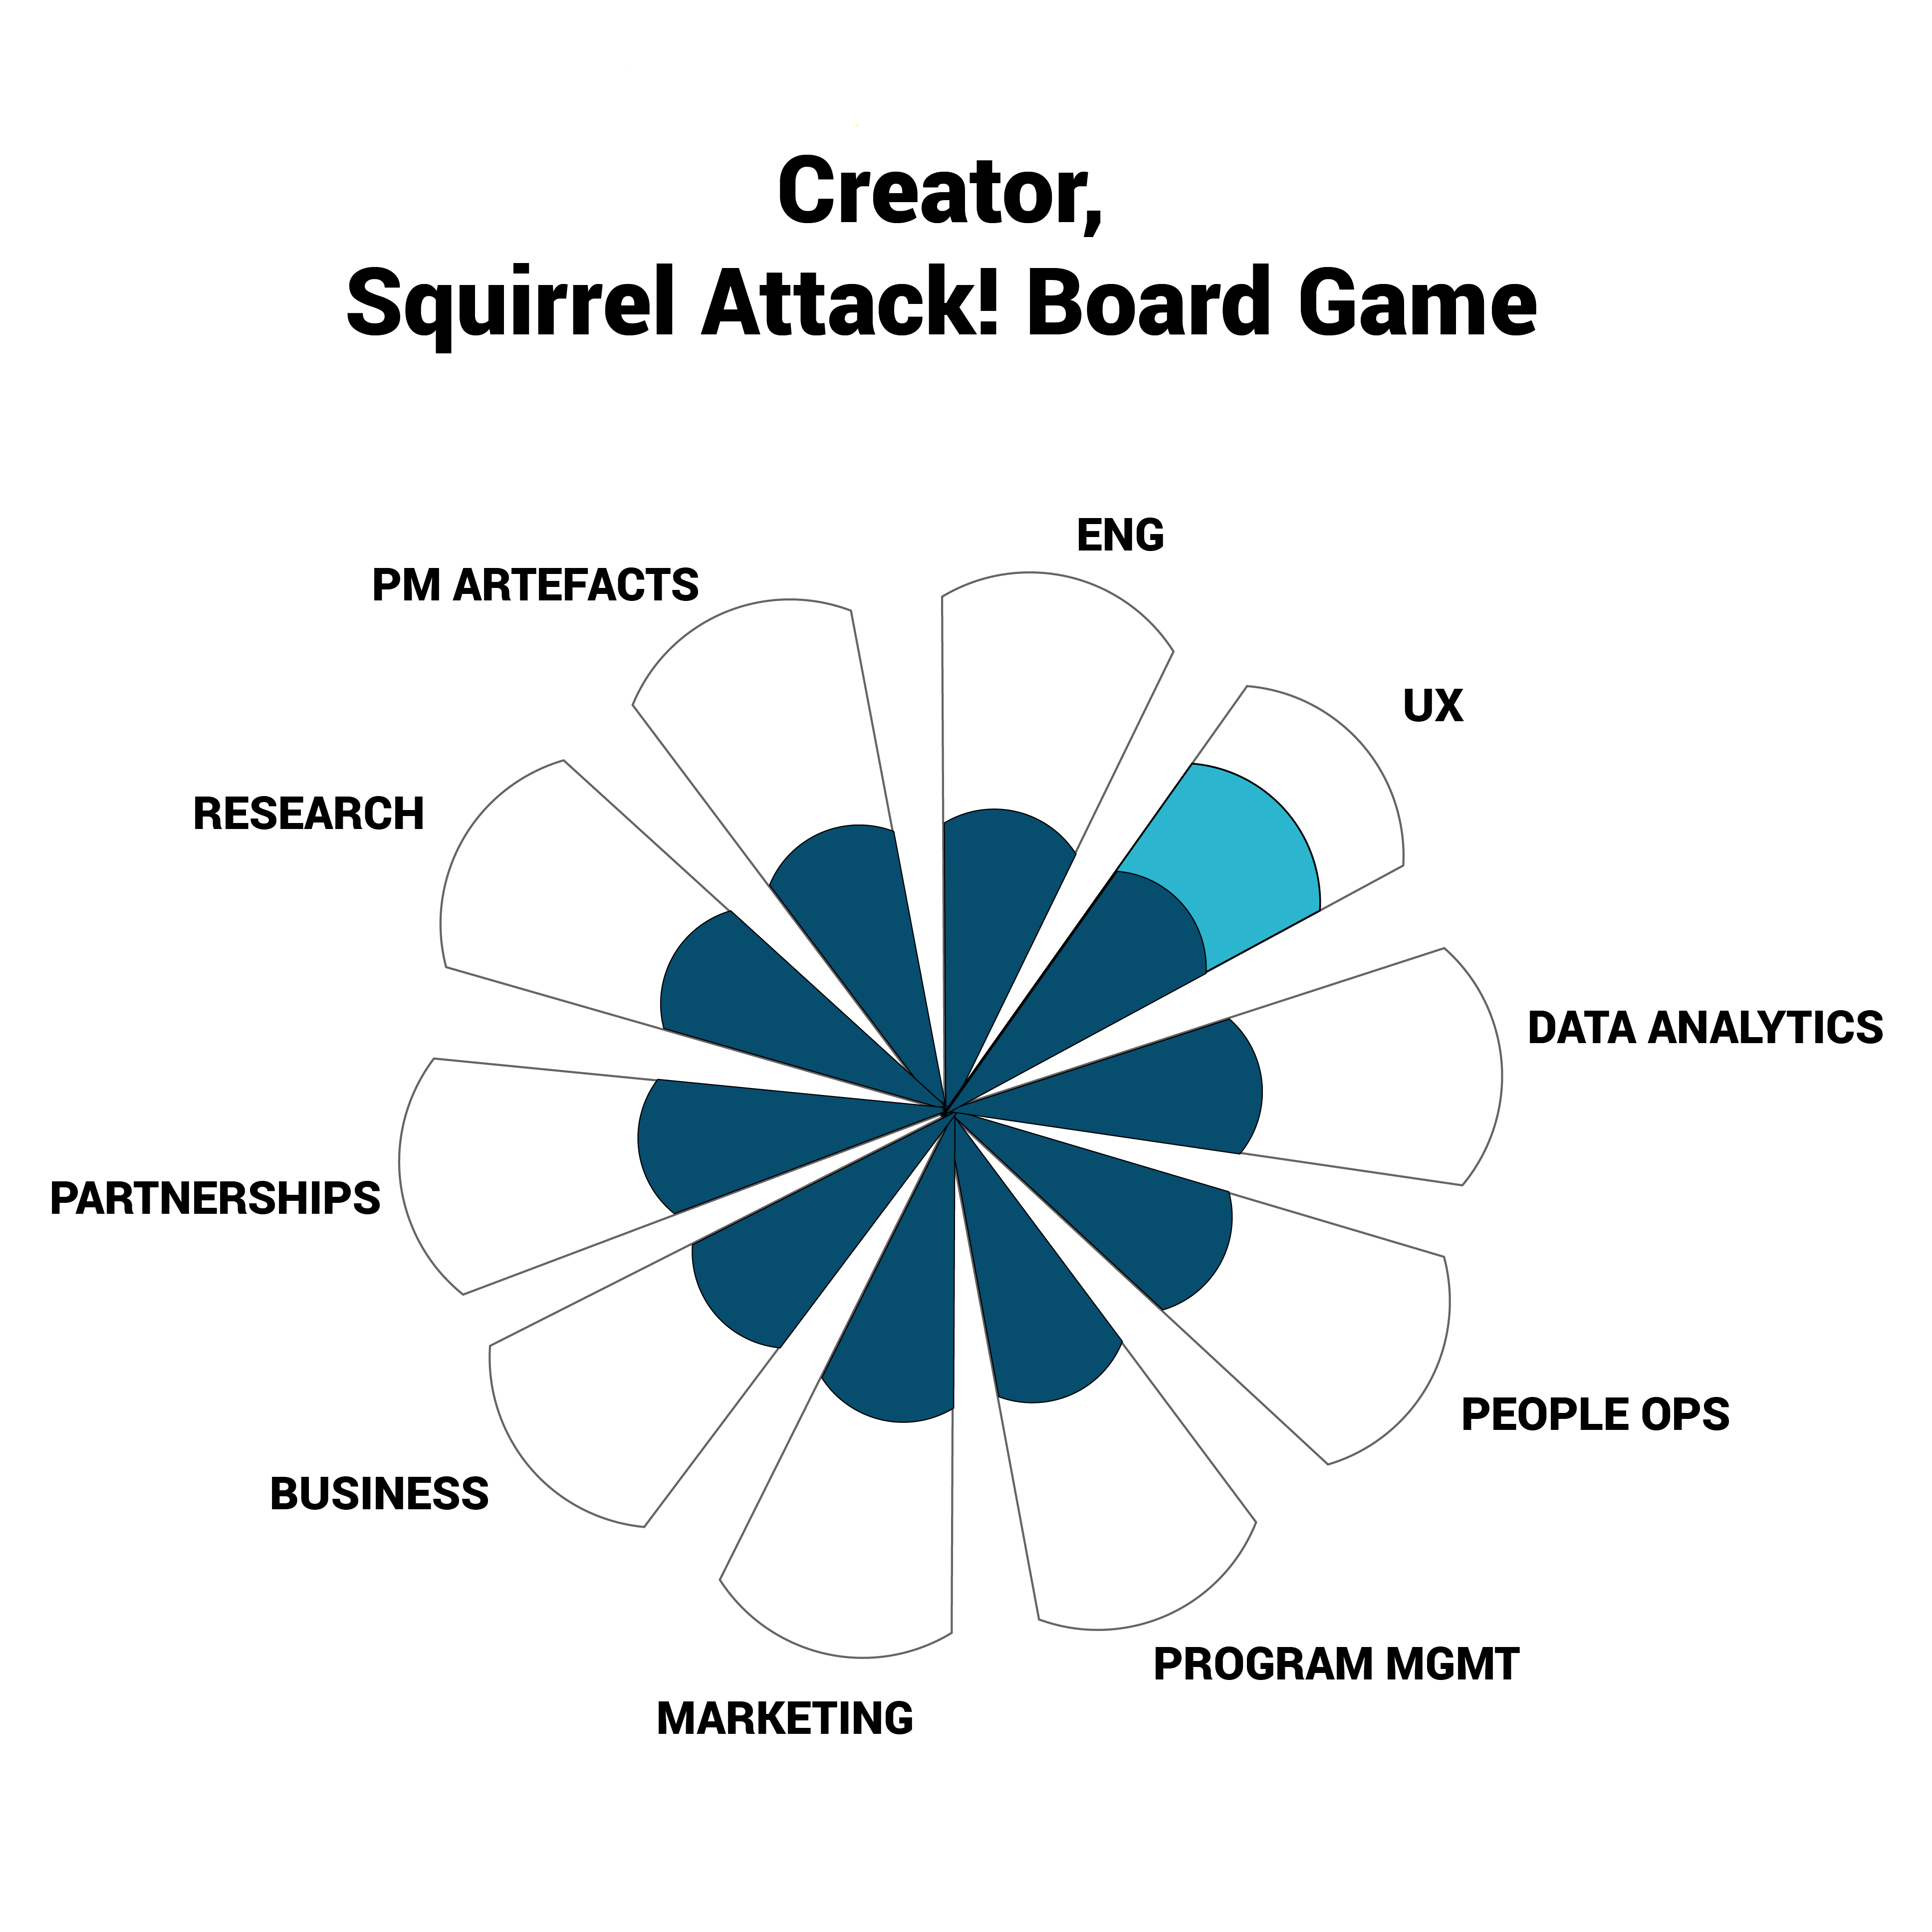 Creator,
Squirrel Attack! Board Game
ENG
PM ARTEFACTS
UX
RESEARCH
DATA ANALYTICS
PARTNERSHIPS
PEOPLE OPS
BUSINESS
PROGRAM MGMT
MARKETING